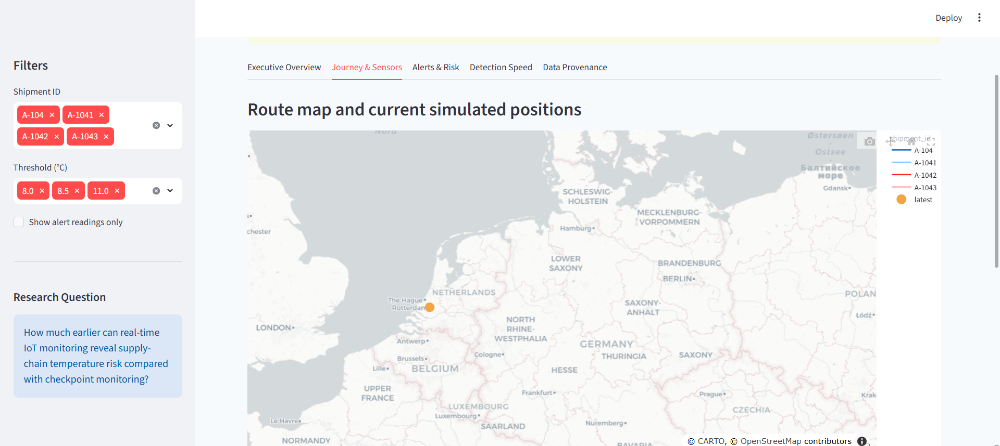 Deploy
Filters
Shipment ID
A-104 × A-1041 ×
A-1042 × A-1043 ×
Threshold (°C)
8.0 × 8.5 × 11.0 ×
Show alert readings only
Research Question
How much earlier can real-time
IoT monitoring reveal supply-
chain temperature risk compared
with checkpoint monitoring?
Executive Overview Journey & Sensors Alerts & Risk Detection Speed Data Provenance
Route map and current simulated positions
Nord
Østersøen
-
Ostsee
-
Балтийское
море
Gdansk
SCHLESWIG-
HOLSTEIN
MECKLENBURG-
VORPOMMERN
Hamburg
chester
LOWER
SAXONY
BRANDENBURG
BERLIN
NETHERLANDS
The Hague
Rotterdam
POLAN
SAXONY-
ANHALT
Łódź
NORTH
RHINE-
WESTPHALIA
LONDON
Antwerp
GERMANY
Cologne
THURINGIA
SAXONY
Brussels
Lille
BELGIUM
HESSE
UPPER
FRANCE
Frankfurt
Prague
Krak
LUXEMBOURG
Luxembourg
CZECHIA
Le Havre
SAARLAND
Nuremberg
NORMANDY
BAVARIA
© CARTO, © OpenStreetMap contributors
shipment_id
A-104
A-1041
A-1042
A-1043
latest